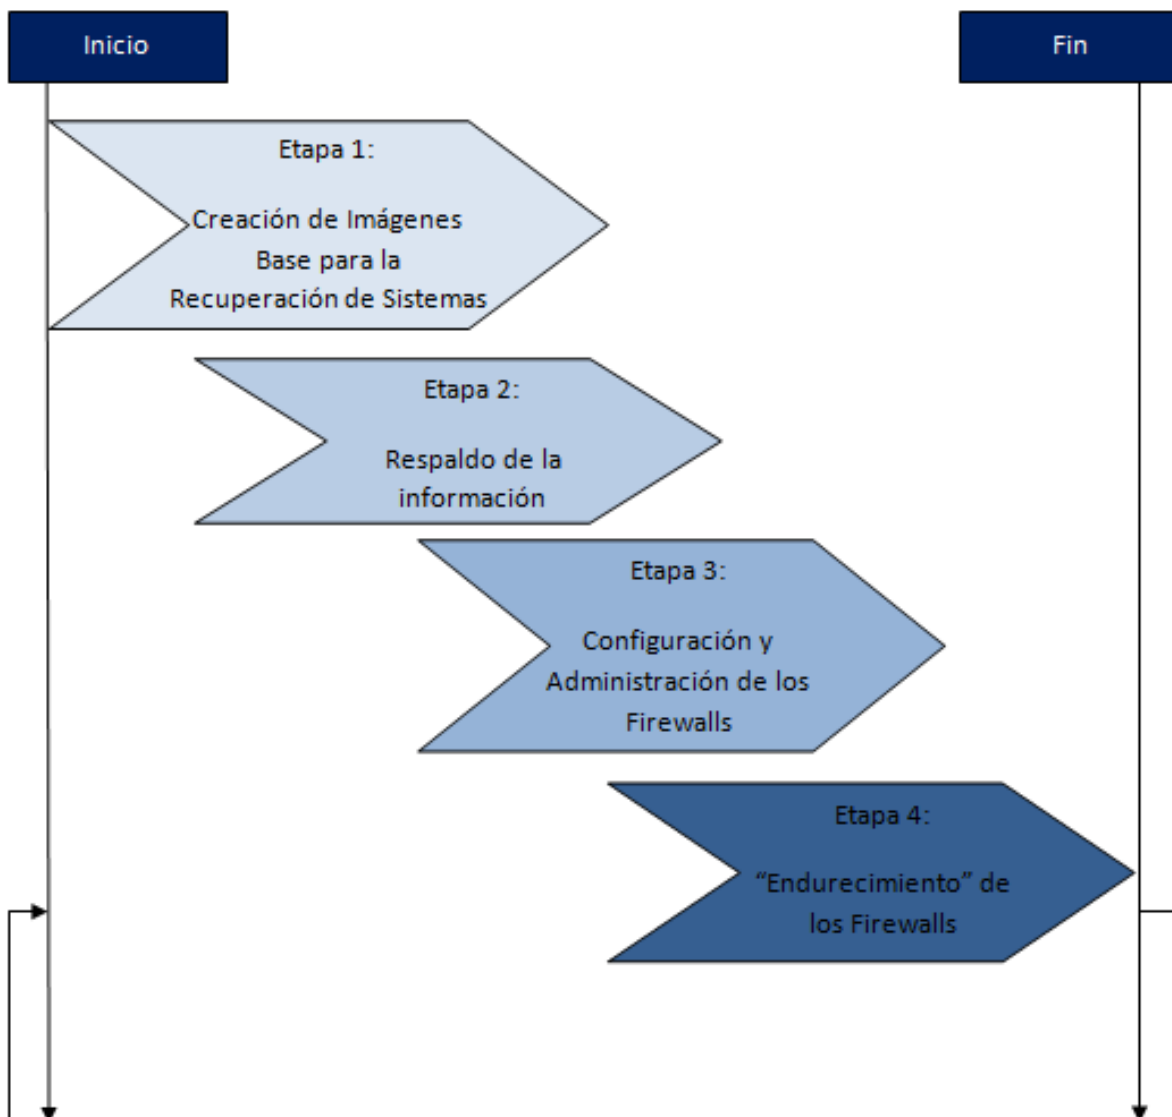 Inicio
Fin
Etapa 1:
Creación de Imágenes
Base para la
Recuperación de Sistemas
Etapa 2:
Respaldo de la
información
Etapa 3:
Configuración y
Administración de los
Firewalls
Etapa 4:
“Endurecimiento” de
los Firewalls